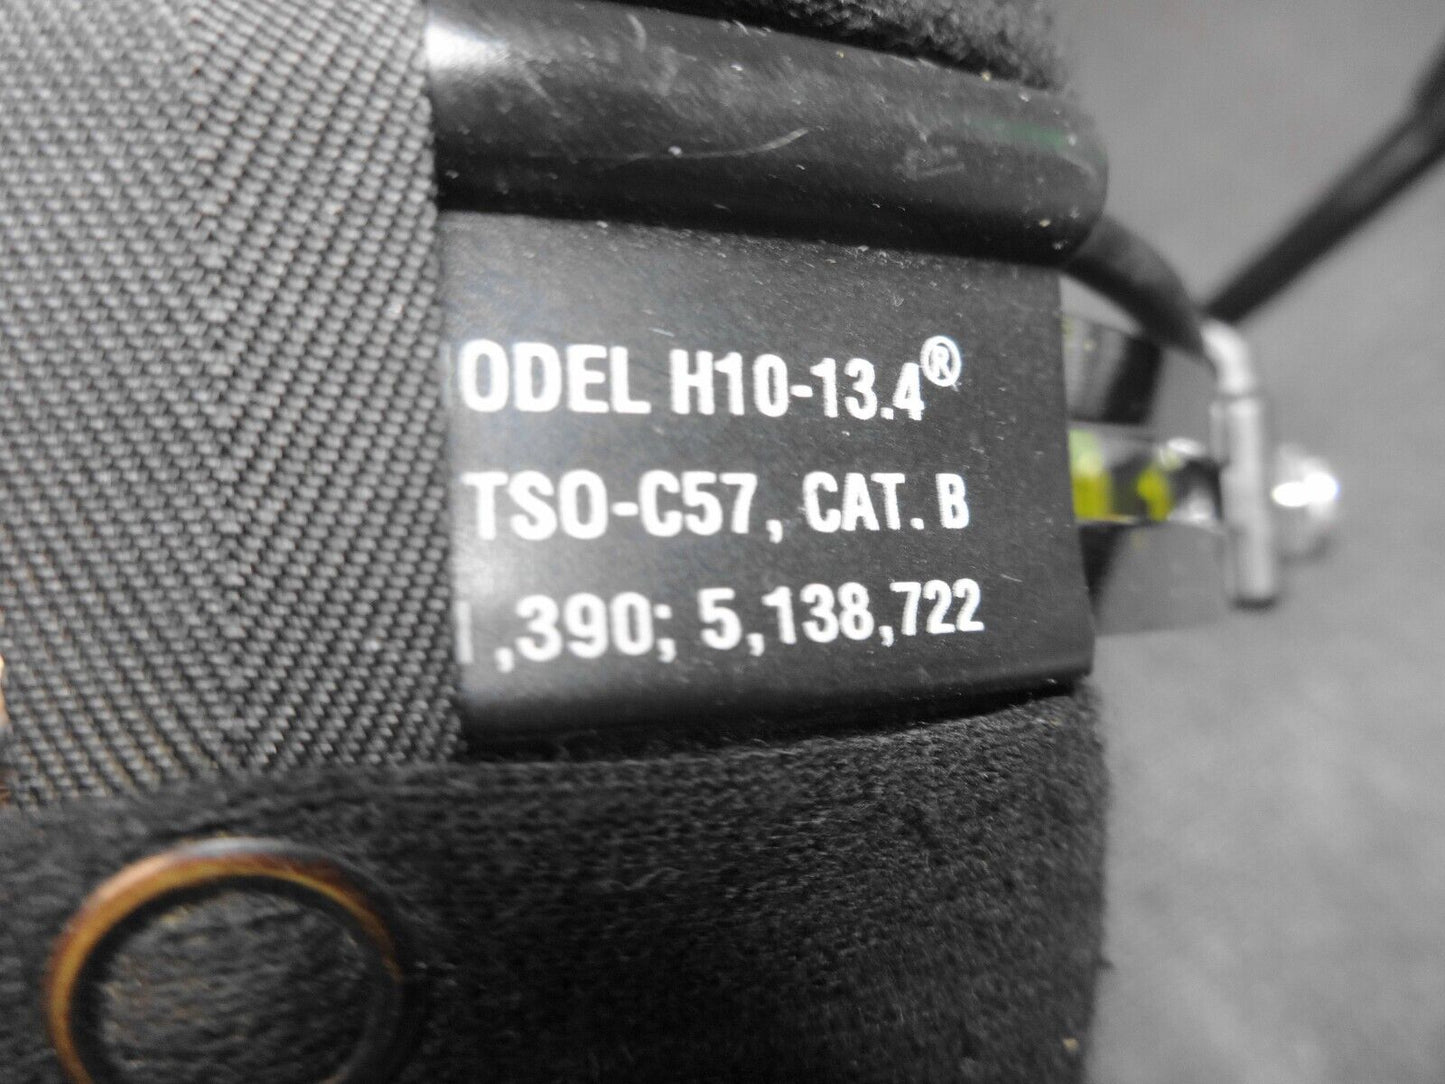 ODEL H10-13.4®
TSO-C57, CAT. B
,390; 5,138,722